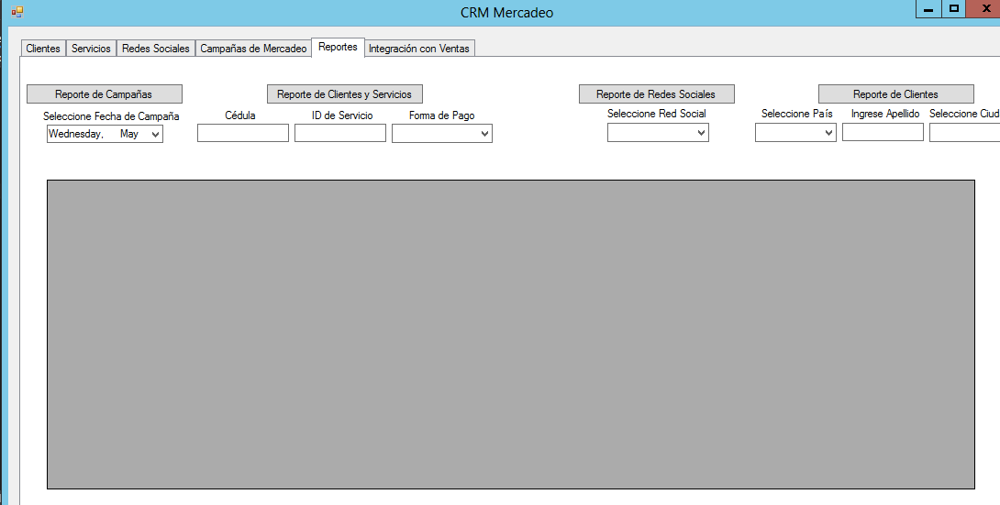 CRM Mercadeo
Clientes Servicios Redes Sociales Campañas de Mercadeo Reportes Integración con Ventas
Reporte de Campañas Reporte de Clientes y Servicios Reporte de Redes Sociales Reporte de Clientes
Seleccione Fecha de Campaña Cédula ID de Servicio Forma de Pago Seleccione Red Social Seleccione País Ingrese Apellido Seleccione Ciud
Wednesday, May